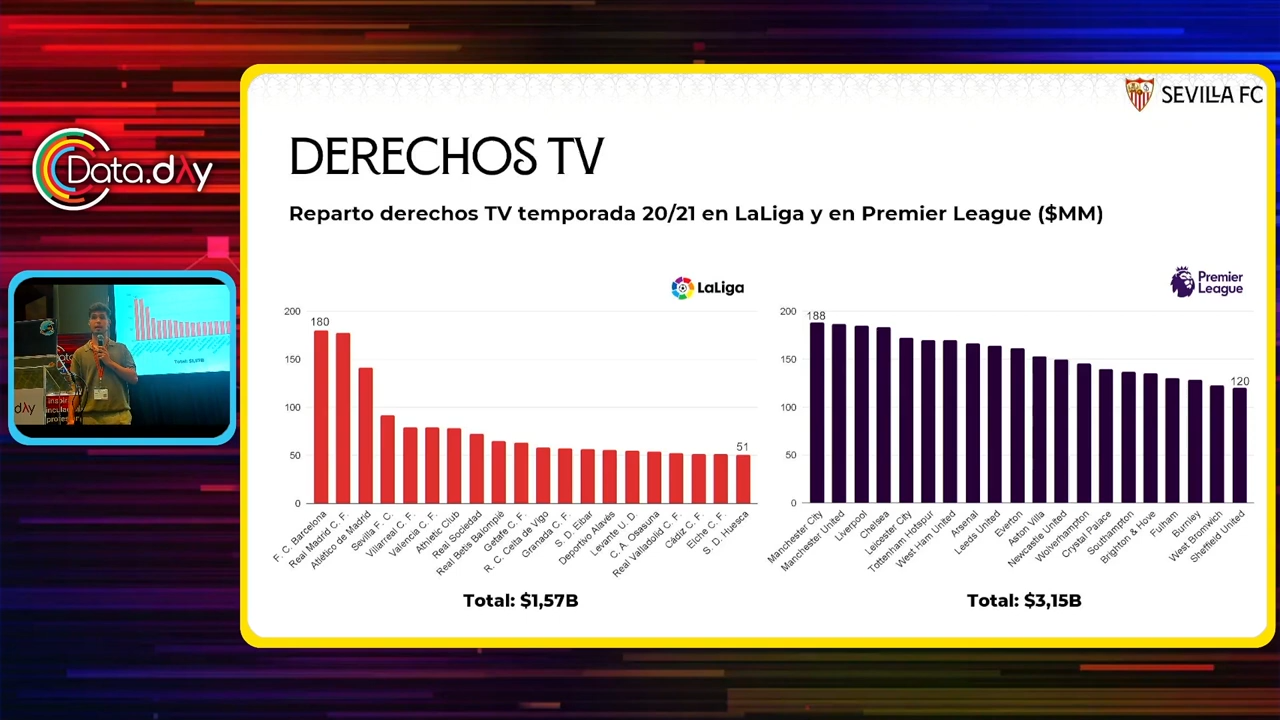 SEVILLA FC
DERECHOS TV
Data.day
Reparto derechos TV temporada 20/21 en LaLiga y en Premier League ($MM)
LaLiga
Premier
League
200
150
100
50
0
180
51
F. C. Barcelona
Real Madrid C. F.
Atlético de Madrid
Sevilla F. C.
Villarreal C. F.
Valencia C. F.
Athletic Club
Real Sociedad
Real Betis Balompié
Getafe C. F.
R. C. Celta de Vigo
Granada C. F.
S. D. Eibar
Deportivo Alavés
Levante U. D.
C. A. Osasuna
Real Valladolid C. F.
Cádiz C. F.
Elche C. F.
S. D. Huesca
Total: $1,57B
200
150
100
50
0
188
120
Manchester City
Manchester United
Liverpool
Chelsea
Leicester City
Tottenham Hotspur
West Ham United
Arsenal
Leeds United
Everton
Aston Villa
Newcastle United
Wolverhampton
Crystal Palace
Southampton
Brighton & Hove
Fulham
Burnley
West Bromwich
Sheffield United
Total: $3,15B